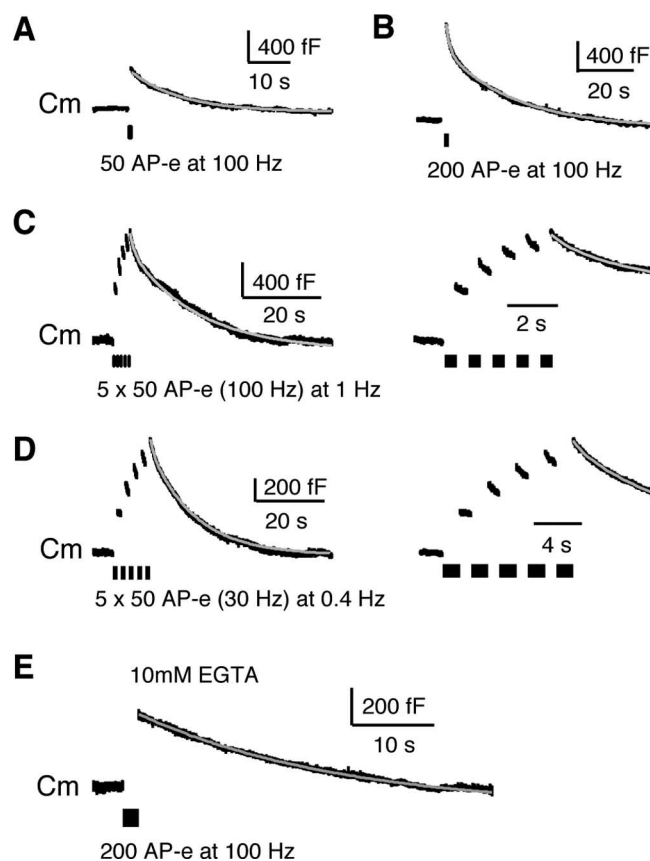 A
400 fF
10 s
Cm
50 AP-e at 100 Hz
B
400 fF
20 s
200 AP-e at 100 Hz
C
400 fF
20 s
Cm
5 x 50 AP-e (100 Hz) at 1 Hz
2 s
D
200 fF
20 s
Cm
5 x 50 AP-e (30 Hz) at 0.4 Hz
4 s
E
10mM EGTA
200 fF
10 s
Cm
200 AP-e at 100 Hz